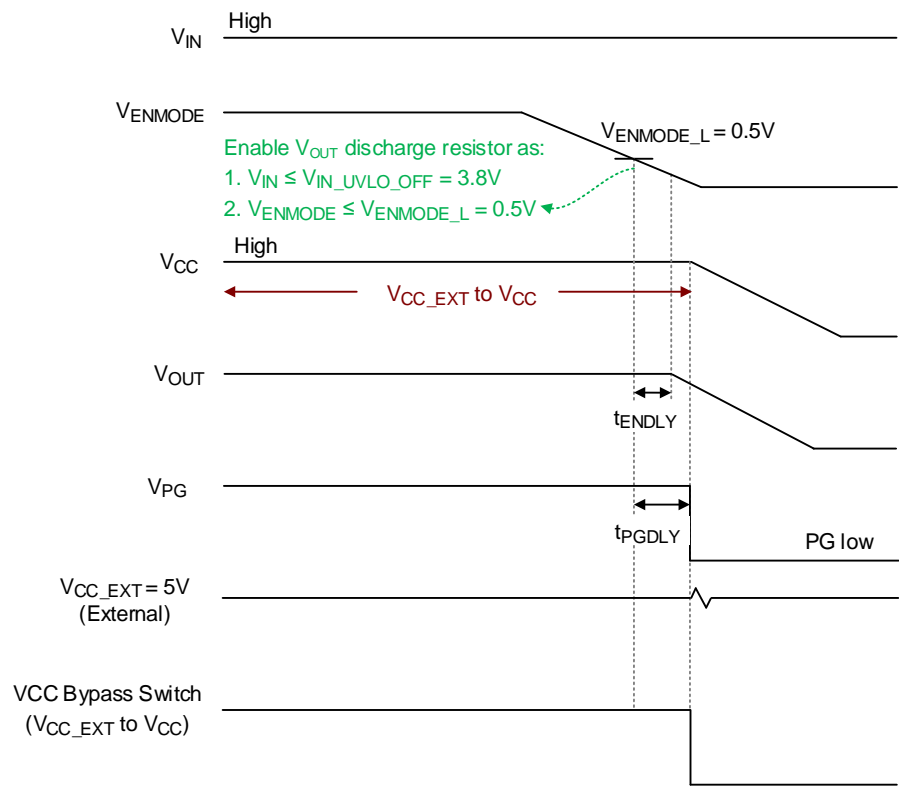 High
V_IN
V_ENMODE
V_ENMODE_L = 0.5V
Enable V_OUT discharge resistor as:
1. V_IN ≤ V_IN_UVLO_OFF = 3.8V
2. V_ENMODE ≤ V_ENMODE_L = 0.5V
High
V_CC
V_CC_EXT to V_CC
V_OUT
t_ENDLY
V_PG
t_PGDLY
PG low
V_CC_EXT = 5V
(External)
VCC Bypass Switch
(V_CC_EXT to V_CC)